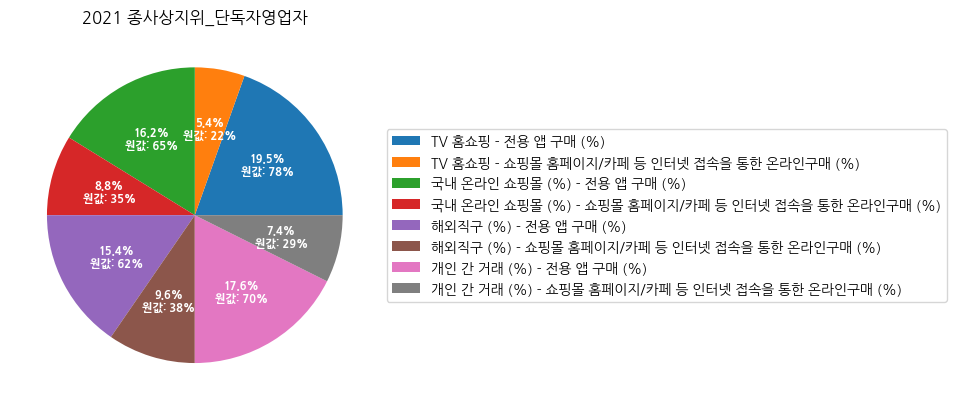 2021 종사상지위_단독자영업자
16.2%
원값: 65%
5.4%
원값: 22%
19.5%
원값: 78%
8.8%
원값: 35%
15.4%
원값: 62%
9.6%
원값: 38%
17.6%
원값: 70%
7.4%
원값: 29%
TV 홈쇼핑 - 전용 앱 구매 (%)
TV 홈쇼핑 - 쇼핑몰 홈페이지/카페 등 인터넷 접속을 통한 온라인구매 (%)
국내 온라인 쇼핑몰 (%) - 전용 앱 구매 (%)
국내 온라인 쇼핑몰 (%) - 쇼핑몰 홈페이지/카페 등 인터넷 접속을 통한 온라인구매 (%)
해외직구 (%) - 전용 앱 구매 (%)
해외직구 (%) - 쇼핑몰 홈페이지/카페 등 인터넷 접속을 통한 온라인구매 (%)
개인 간 거래 (%) - 전용 앱 구매 (%)
개인 간 거래 (%) - 쇼핑몰 홈페이지/카페 등 인터넷 접속을 통한 온라인구매 (%)